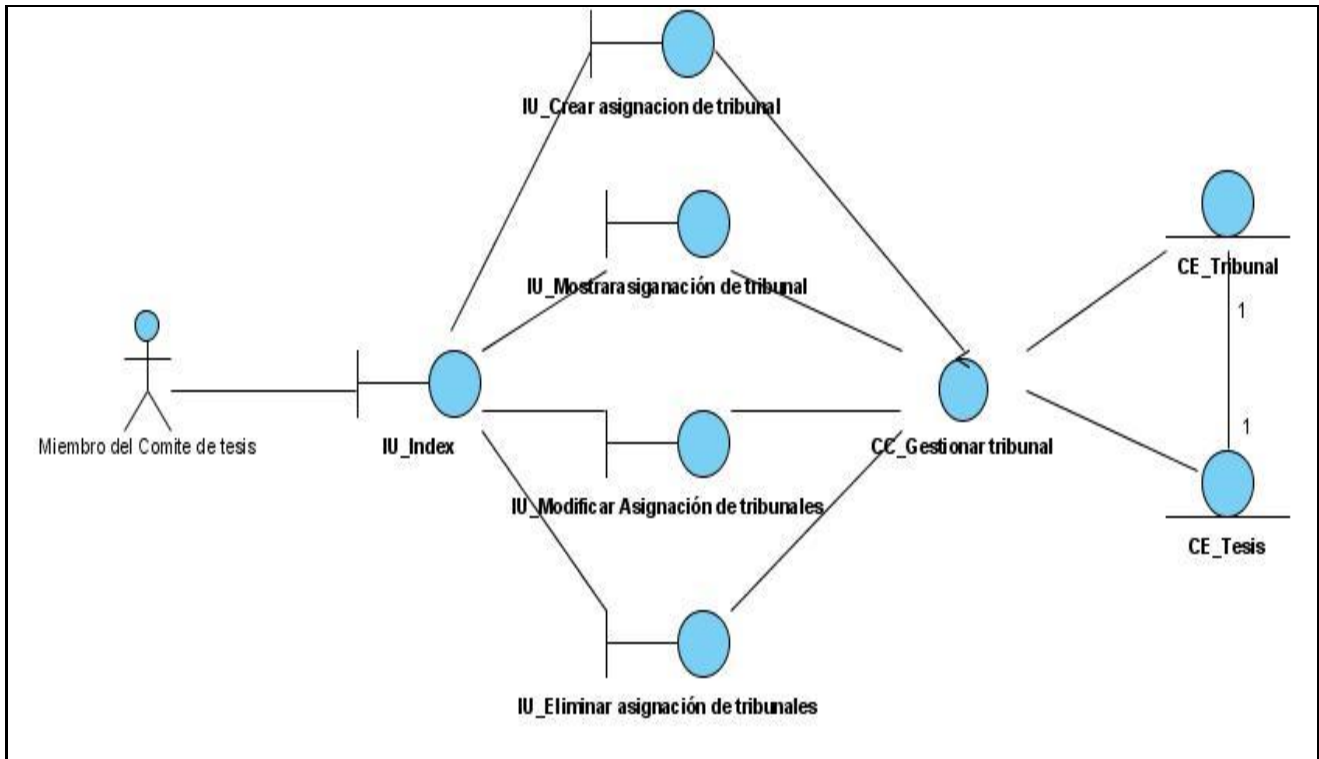 IU_Crear asignacion de tribunal
IU_Mostrarasiganación de tribunal
CE_Tribunal
1
1
Miembro del Comite de tesis
IU_Index
CC_Gestionar tribunal
IU_Modificar Asignación de tribunales
CE_Tesis
IU_Eliminar asignación de tribunales